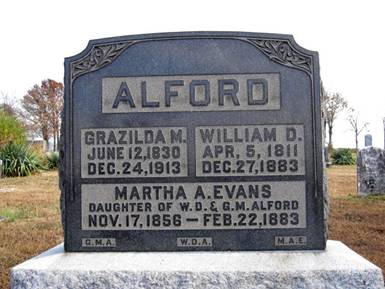 ALFORD
GRAZILDA M.
JUNE 12, 1830
DEC. 24, 1913
WILLIAM D.
APR. 5, 1811
DEC. 27, 1883
MARTHA A. EVANS
DAUGHTER OF W.D. & G.M. ALFORD
NOV. 17, 1856 — FEB. 22, 1883
G.M.A. W.D.A. M.A.E.